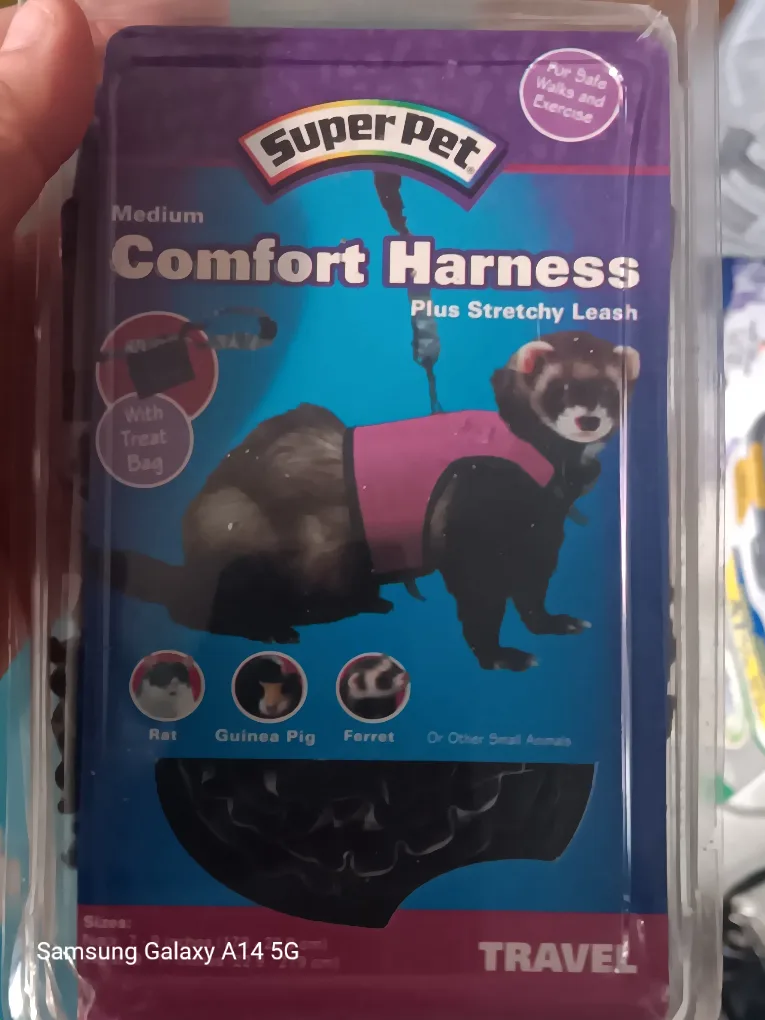 For Safe
Walks and
Exercise
Super Pet®
Medium
Comfort Harness
Plus Stretchy Leash
With
Treat
Bag
Rat
Guinea Pig
Ferret
Or Other Small Animals
Sizes:
TRAVEL
Samsung Galaxy A14 5G